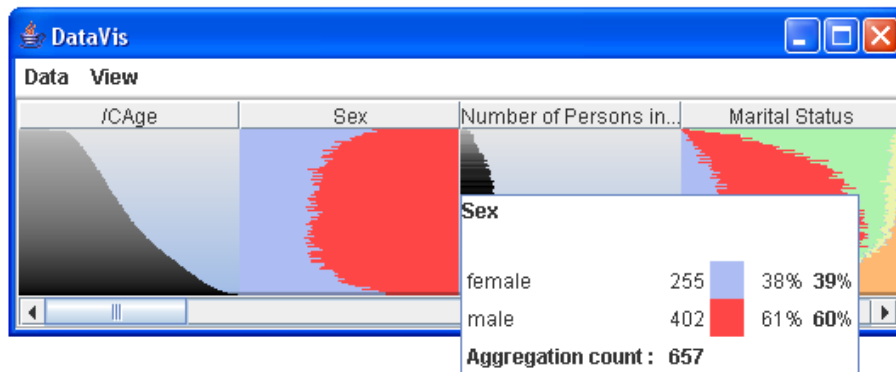 DataVis
Data View
/CAge Sex Number of Persons in... Marital Status
Sex
female 255 38% 39%
male 402 61% 60%
Aggregation count : 657